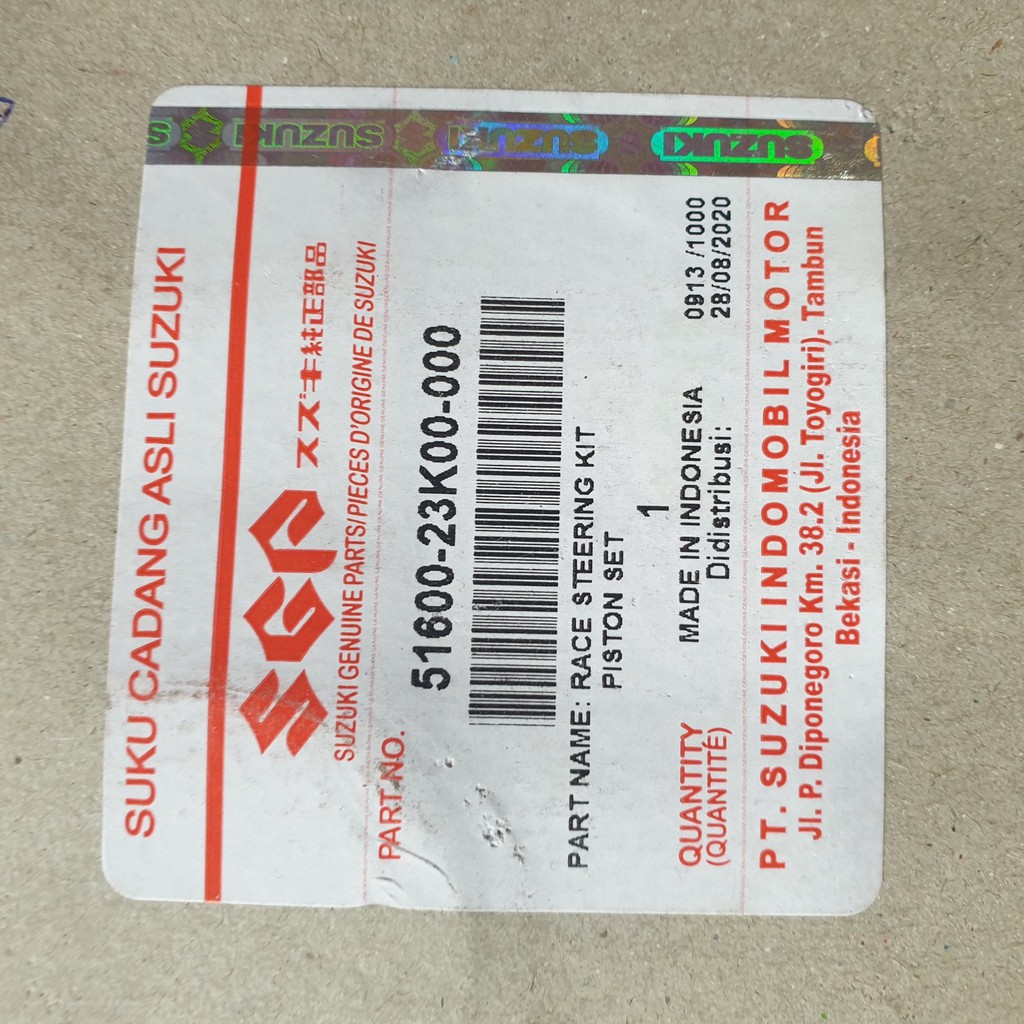 SUZUKI SUZUKI SUZUKI
SUKU CADANG ASLI SUZUKI
SGP スズキ純正部品
SUZUKI GENUINE PARTS/PIECES D'ORIGINE DE SUZUKI
PART NO.
51600-23K00-000
PART NAME: RACE STEERING KIT
PISTON SET
QUANTITY 1
(QUANTITÉ)
MADE IN INDONESIA 0913 /1000
Didistribusi: 28/08/2020
PT. SUZUKI INDOMOBIL MOTOR
Jl. P. Diponegoro Km. 38.2 (Jl. Toyogiri). Tambun
Bekasi - Indonesia